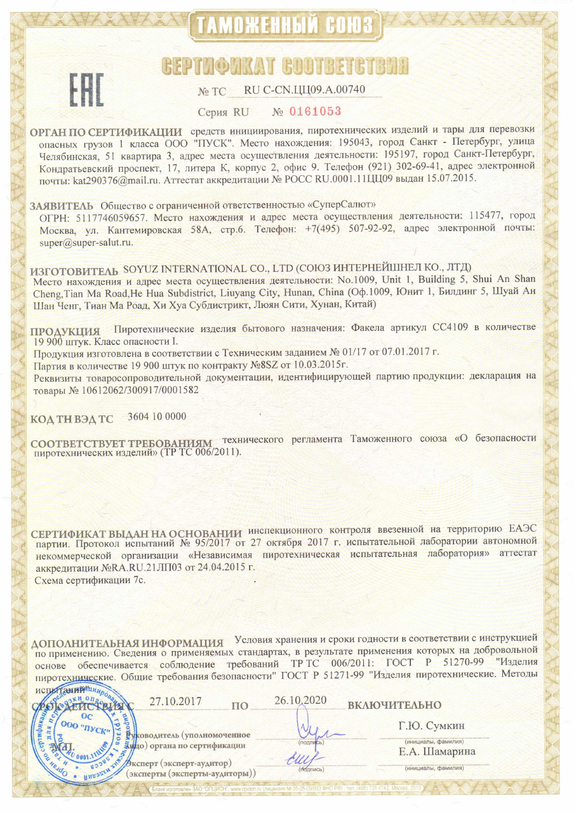 ТАМОЖЕННЫЙ СОЮЗ
СЕРТИФИКАТ СООТВЕТСТВИЯ
ЕАС
№ ТС RU C-CN.ЦЦ09.А.00740
Серия RU № 0161053
ОРГАН ПО СЕРТИФИКАЦИИ средств инициирования, пиротехнических изделий и тары для перевозки
опасных грузов 1 класса ООО "ПУСК". Место нахождения: 195043, город Санкт - Петербург, улица
Челябинская, 51 квартира 3, адрес места осуществления деятельности: 195197, город Санкт-Петербург,
Кондратьевский проспект, 17, литера К, корпус 2, офис 9. Телефон (921) 302-69-41, адрес электронной
почты: kat290376@mail.ru. Аттестат аккредитации № РОСС RU.0001.11ЦЦ09 выдан 15.07.2015.
ЗАЯВИТЕЛЬ Общество с ограниченной ответственностью «СуперСалют»
ОГРН: 5117746059657. Место нахождения и адрес места осуществления деятельности: 115477, город
Москва, ул. Кантемировская 58А, стр.6. Телефон: +7(495) 507-92-92, адрес электронной почты:
super@super-salut.ru.
ИЗГОТОВИТЕЛЬ SOYUZ INTERNATIONAL CO., LTD (СОЮЗ ИНТЕРНЕЙШНЕЛ КО., ЛТД)
Место нахождения и адрес места осуществления деятельности: No.1009, Unit 1, Building 5, Shui An Shan
Cheng,Tian Ma Road,He Hua Subdistrict, Liuyang City, Hunan, China (Оф.1009, Юнит 1, Билдинг 5, Шуай Ан
Шан Ченг, Тиан Ма Роад, Хи Хуа Субдистрикт, Люян Сити, Хунан, Китай)
ПРОДУКЦИЯ Пиротехнические изделия бытового назначения: Факела артикул СС4109 в количестве
19 900 штук. Класс опасности I.
Продукция изготовлена в соответствии с Техническим заданием № 01/17 от 07.01.2017 г.
Партия в количестве 19 900 штук по контракту №8SZ от 10.03.2015г.
Реквизиты товаросопроводительной документации, идентифицирующей партию продукции: декларация на
товары № 10612062/300917/0001582
КОД ТН ВЭД ТС 3604 10 0000
СООТВЕТСТВУЕТ ТРЕБОВАНИЯМ технического регламента Таможенного союза «О безопасности
пиротехнических изделий» (ТР ТС 006/2011).
СЕРТИФИКАТ ВЫДАН НА ОСНОВАНИИ инспекционного контроля ввезенной на территорию ЕАЭС
партии. Протокол испытаний № 95/2017 от 27 октября 2017 г. испытательной лаборатории автономной
некоммерческой организации «Независимая пиротехническая испытательная лаборатория» аттестат
аккредитации №RA.RU.21ЛП03 от 24.04.2015 г.
Схема сертификации 7с.
ДОПОЛНИТЕЛЬНАЯ ИНФОРМАЦИЯ Условия хранения и сроки годности в соответствии с инструкцией
по применению. Сведения о применяемых стандартах, в результате применения которых на добровольной
основе обеспечивается соблюдение требований ТР ТС 006/2011: ГОСТ Р 51270-99 "Изделия
пиротехнические. Общие требования безопасности" ГОСТ Р 51271-99 "Изделия пиротехнические. Методы
испытаний"
СРОК ДЕЙСТВИЯ С 27.10.2017 ПО 26.10.2020 ВКЛЮЧИТЕЛЬНО
ОС
ООО "ПУСК"
М.П.
Руководитель (уполномоченное
лицо) органа по сертификации
(подпись)
Г.Ю. Сумкин
(инициалы, фамилия)
Эксперт (эксперт-аудитор)
(эксперты (эксперты-аудиторы))
(подпись)
Е.А. Шамарина
(инициалы, фамилия)